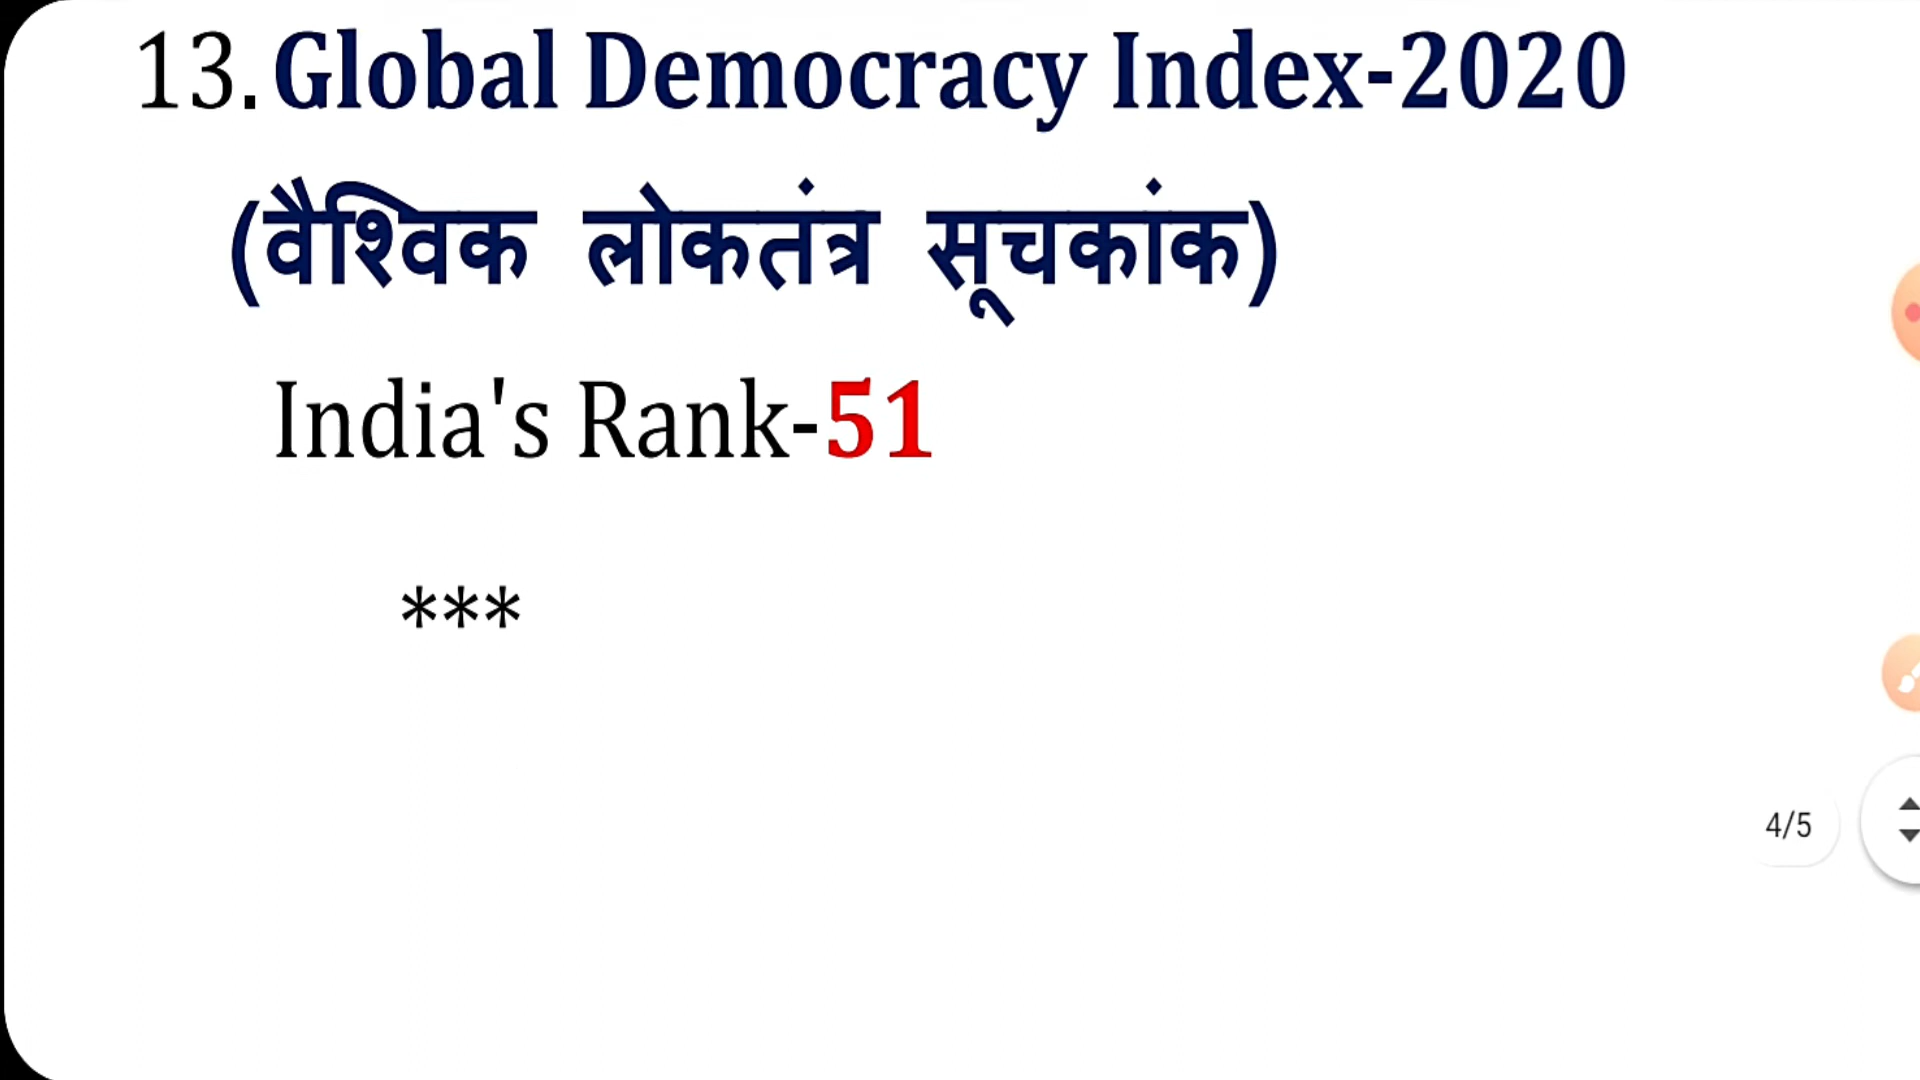 13. Global Democracy Index-2020
(वैश्विक लोकतंत्र सूचकांक)
India's Rank-51
***
4/5